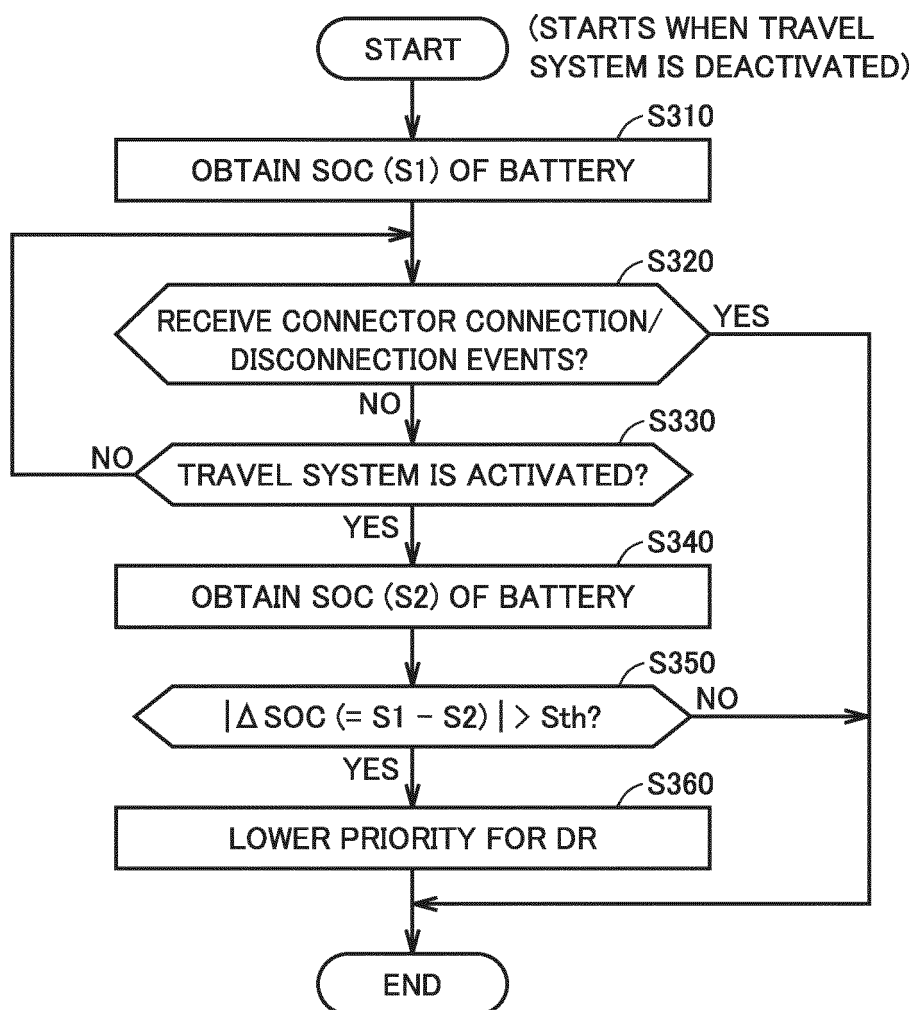 START
(STARTS WHEN TRAVEL
SYSTEM IS DEACTIVATED)
S310
OBTAIN SOC (S1) OF BATTERY
S320
RECEIVE CONNECTOR CONNECTION/
DISCONNECTION EVENTS?
YES
NO
S330
NO
TRAVEL SYSTEM IS ACTIVATED?
YES
S340
OBTAIN SOC (S2) OF BATTERY
S350
|Δ SOC (= S1 − S2) | > Sth?
NO
YES
S360
LOWER PRIORITY FOR DR
END